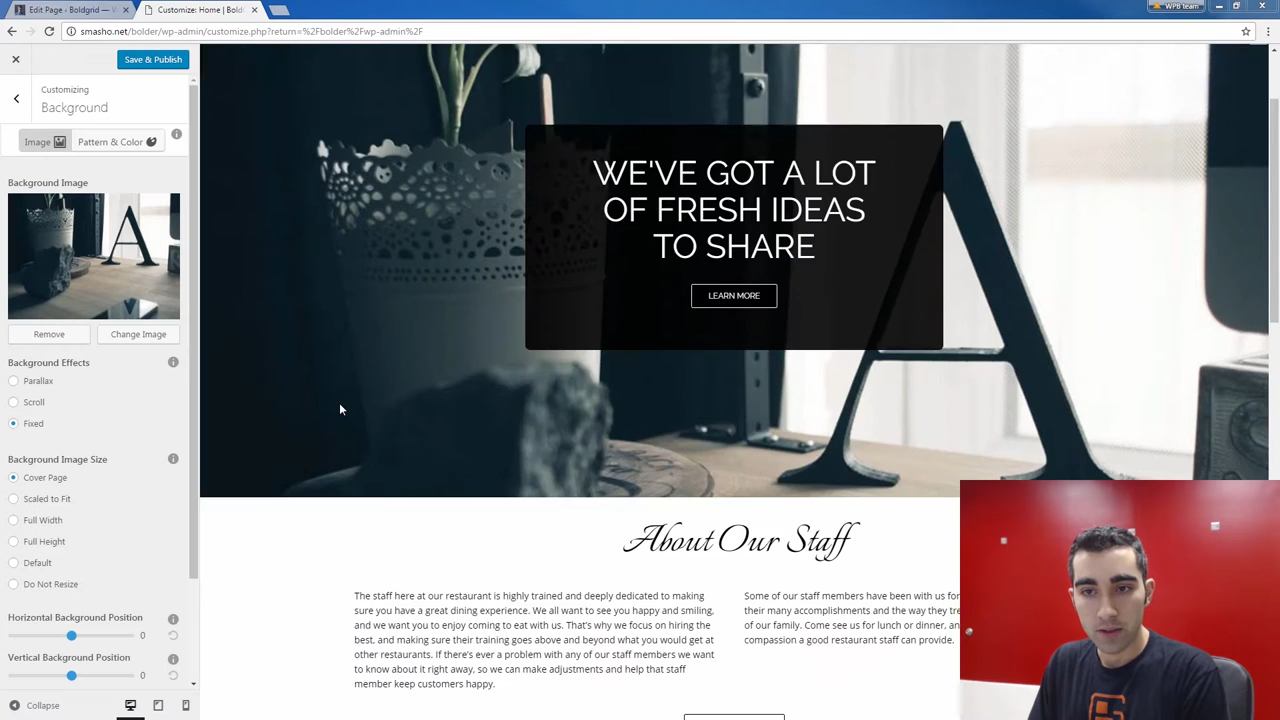 Edit Page ‹ Boldgrid — W
Customize: Home | Bold
WPB team
smasho.net/bolder/wp-admin/customize.php?return=%2Fbolder%2Fwp-admin%2F
Save & Publish
Customizing
Background
Image
Pattern & Color
Background Image
Remove
Change Image
Background Effects
Parallax
Scroll
Fixed
Background Image Size
Cover Page
Scaled to Fit
Full Width
Full Height
Default
Do Not Resize
Horizontal Background Position
0
Vertical Background Position
0
Collapse
WE'VE GOT A LOT
OF FRESH IDEAS
TO SHARE
LEARN MORE
A
About Our Staff
The staff here at our restaurant is highly trained and deeply dedicated to making
sure you have a great dining experience. We all want to see you happy and smiling,
and we want you to enjoy coming to eat with us. That's why we focus on hiring the
best, and making sure their training goes above and beyond what you would get at
other restaurants. If there's ever a problem with any of our staff members we want
to know about it right away, so we can make adjustments and help that staff
member keep customers happy.
Some of our staff members have been with us for
their many accomplishments and the way they tre
of our family. Come see us for lunch or dinner, an
compassion a good restaurant staff can provide.